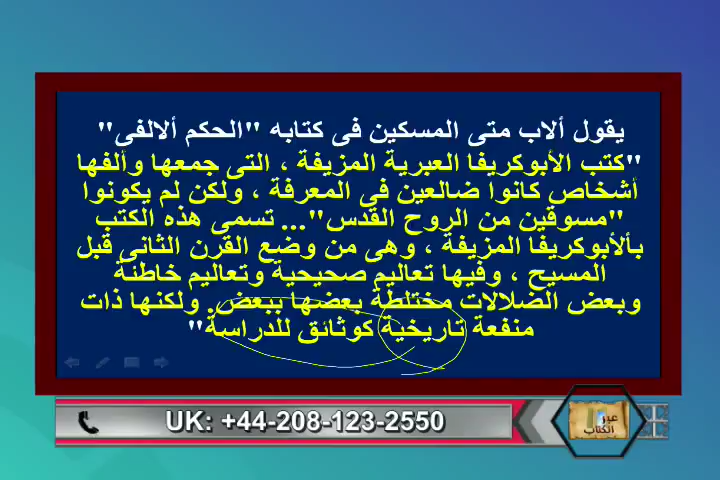 يقول ألاب متى المسكين فى كتابه "الحكم ألالفى"
"كتب الأبوكريفا العبرية المزيفة ، التى جمعها وألفها
أشخاص كانوا ضالعين فى المعرفة ، ولكن لم يكونوا
"مسوقين من الروح القدس"... تسمى هذه الكتب
بألأبوكريفا المزيفة ، وهى من وضع القرن الثانى قبل
المسيح ، وفيها تعاليم صحيحية وتعاليم خاطئة
وبعض الضلالات مختلطة بعضها ببعض. ولكنها ذات
منفعة تاريخية كوثائق للدراسة"
UK: +44-208-123-2550
عبر
الكتاب